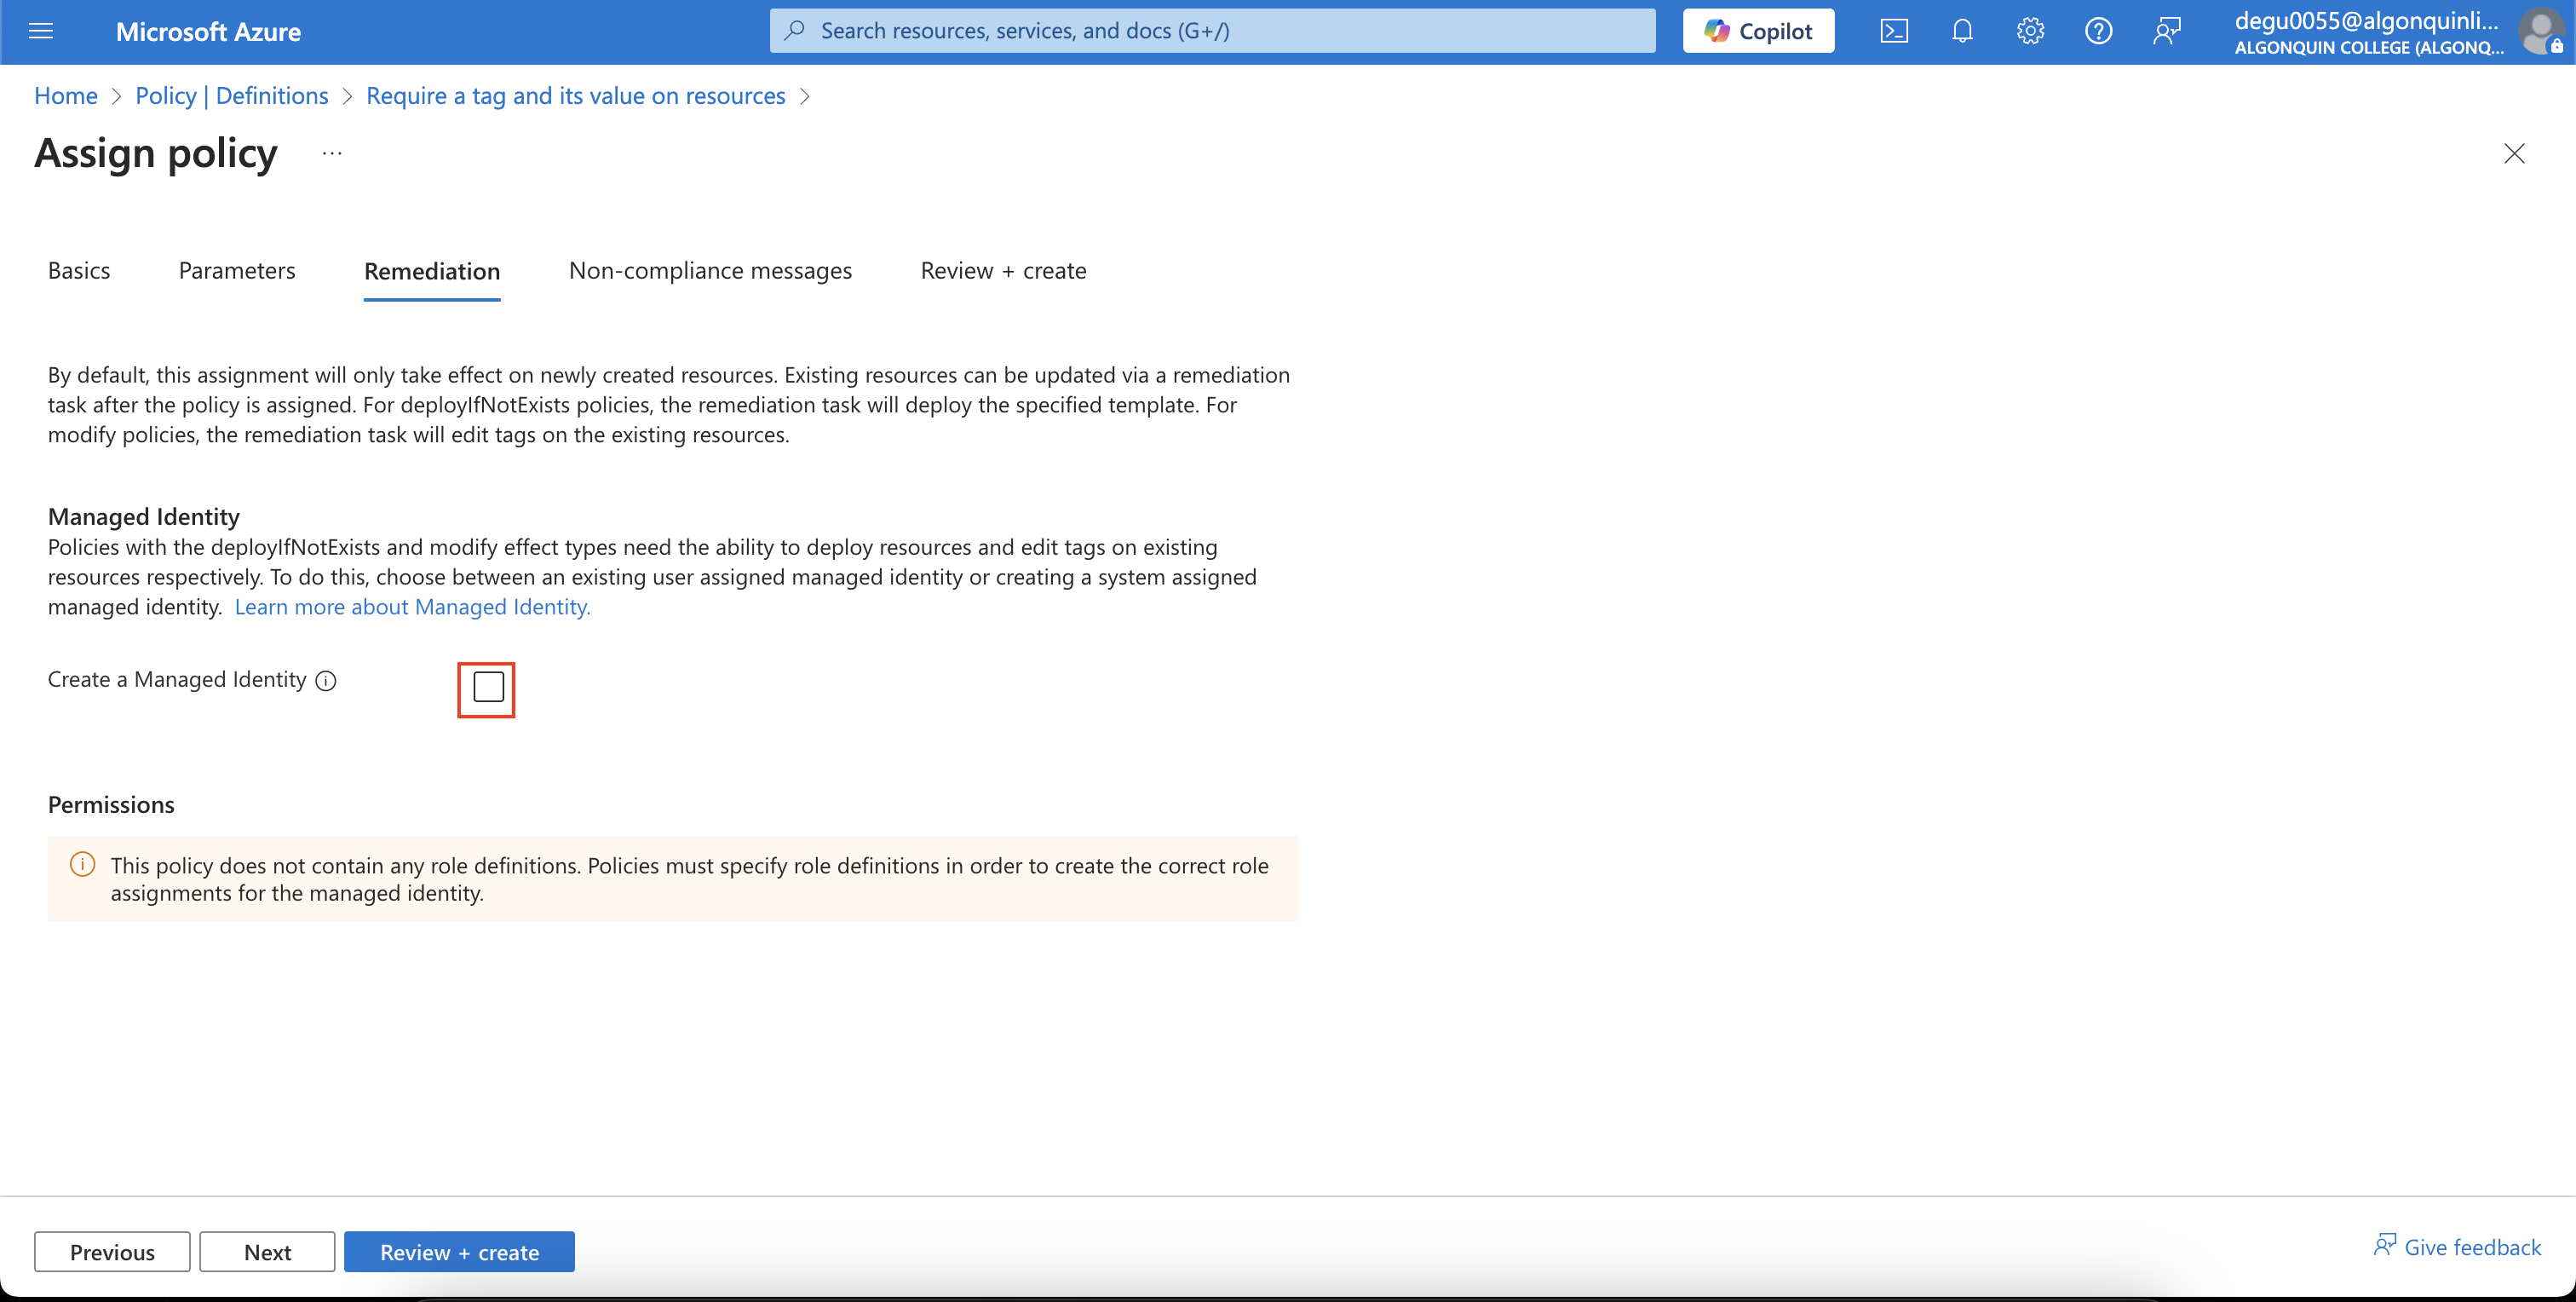 Microsoft Azure
Search resources, services, and docs (G+/)
Copilot
degu0055@algonquinli...
ALGONQUIN COLLEGE (ALGONQ...
Home > Policy | Definitions > Require a tag and its value on resources >
Assign policy ...
Basics
Parameters
Remediation
Non-compliance messages
Review + create
By default, this assignment will only take effect on newly created resources. Existing resources can be updated via a remediation
task after the policy is assigned. For deployIfNotExists policies, the remediation task will deploy the specified template. For
modify policies, the remediation task will edit tags on the existing resources.
Managed Identity
Policies with the deployIfNotExists and modify effect types need the ability to deploy resources and edit tags on existing
resources respectively. To do this, choose between an existing user assigned managed identity or creating a system assigned
managed identity. Learn more about Managed Identity.
Create a Managed Identity
Permissions
This policy does not contain any role definitions. Policies must specify role definitions in order to create the correct role
assignments for the managed identity.
Previous
Next
Review + create
Give feedback